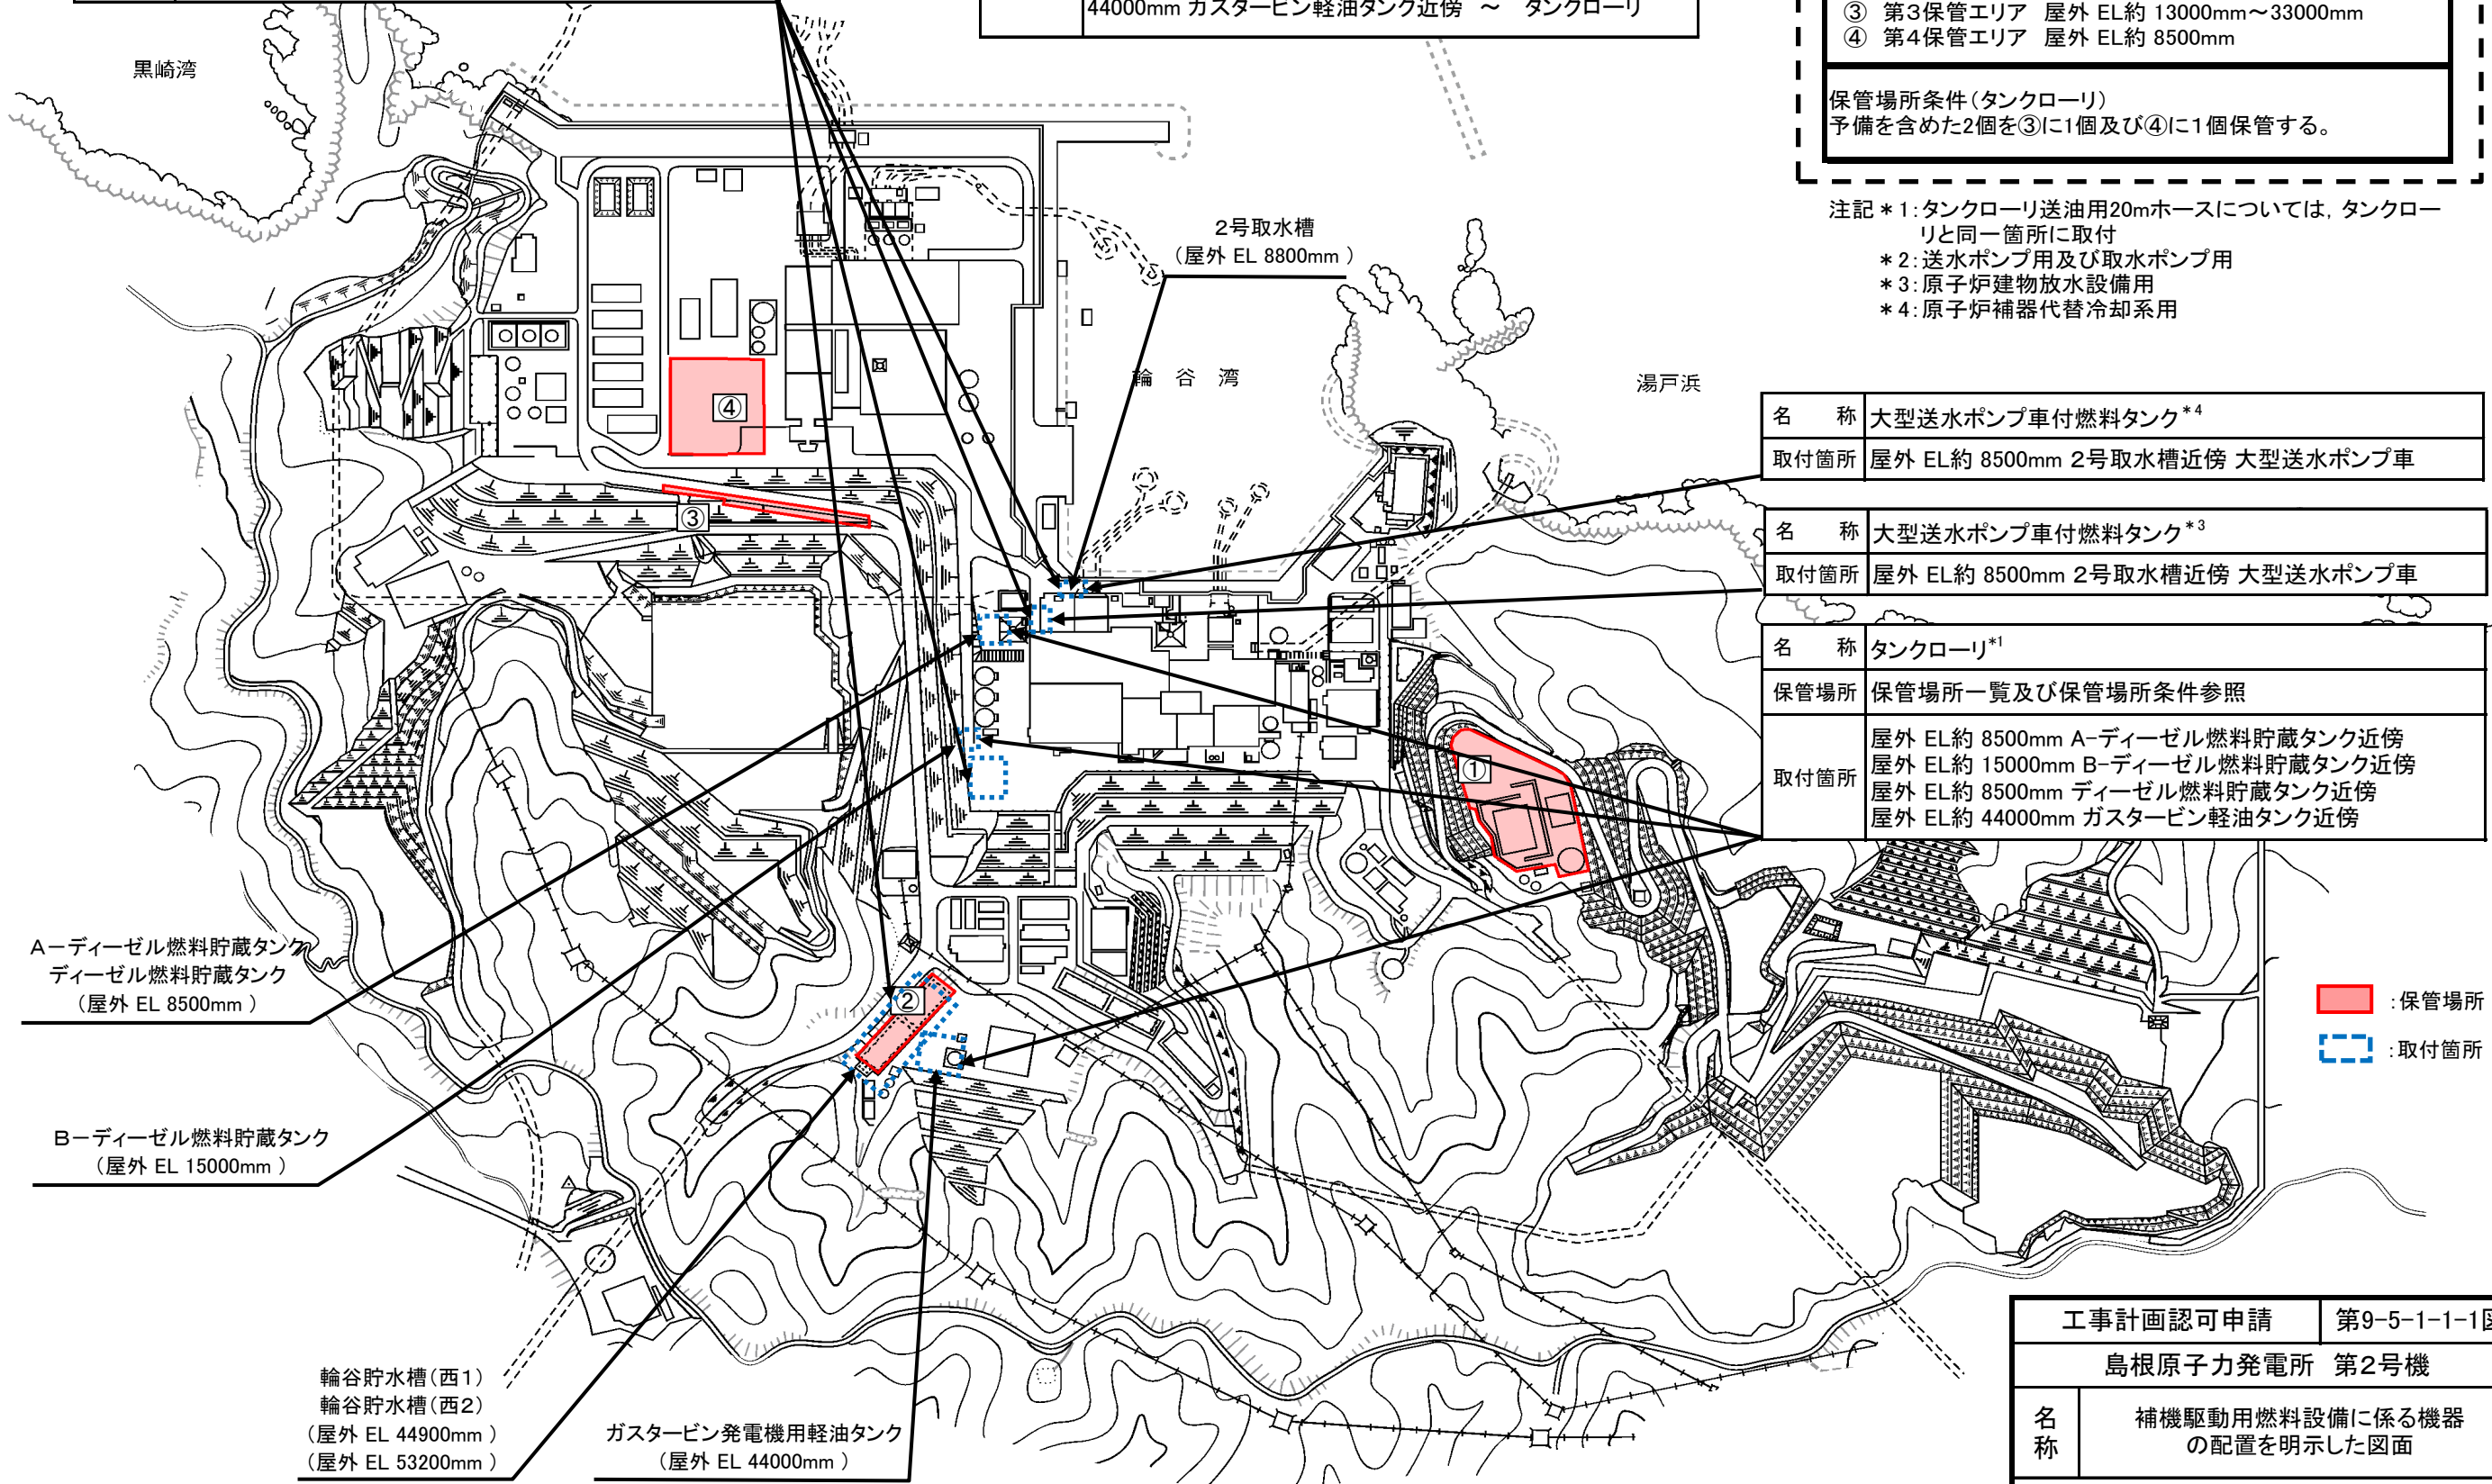 44000mm ガスタービン軽油タンク近傍 ～ タンクローリ
③ 第3保管エリア 屋外 EL約 13000mm～33000mm
④ 第4保管エリア 屋外 EL約 8500mm
保管場所条件(タンクローリ)
予備を含めた2個を③に1個及び④に1個保管する。
注記＊1:タンクローリ送油用20mホースについては, タンクロー
リと同一箇所に取付
＊2:送水ポンプ用及び取水ポンプ用
＊3:原子炉建物放水設備用
＊4:原子炉補器代替冷却系用
黒崎湾
2号取水槽
(屋外 EL 8800mm )
輪谷湾
湯戸浜
名 称 大型送水ポンプ車付燃料タンク*4
取付箇所 屋外 EL約 8500mm 2号取水槽近傍 大型送水ポンプ車
名 称 大型送水ポンプ車付燃料タンク*3
取付箇所 屋外 EL約 8500mm 2号取水槽近傍 大型送水ポンプ車
名 称 タンクローリ*1
保管場所 保管場所一覧及び保管場所条件参照
取付箇所
屋外 EL約 8500mm A-ディーゼル燃料貯蔵タンク近傍
屋外 EL約 15000mm B-ディーゼル燃料貯蔵タンク近傍
屋外 EL約 8500mm ディーゼル燃料貯蔵タンク近傍
屋外 EL約 44000mm ガスタービン軽油タンク近傍
④
③
①
②
A－ディーゼル燃料貯蔵タンク
ディーゼル燃料貯蔵タンク
(屋外 EL 8500mm )
B－ディーゼル燃料貯蔵タンク
(屋外 EL 15000mm )
:保管場所
:取付箇所
輪谷貯水槽(西1)
輪谷貯水槽(西2)
(屋外 EL 44900mm )
(屋外 EL 53200mm )
ガスタービン発電機用軽油タンク
(屋外 EL 44000mm )
工事計画認可申請 第9-5-1-1-1図
島根原子力発電所 第2号機
名称
補機駆動用燃料設備に係る機器
の配置を明示した図面